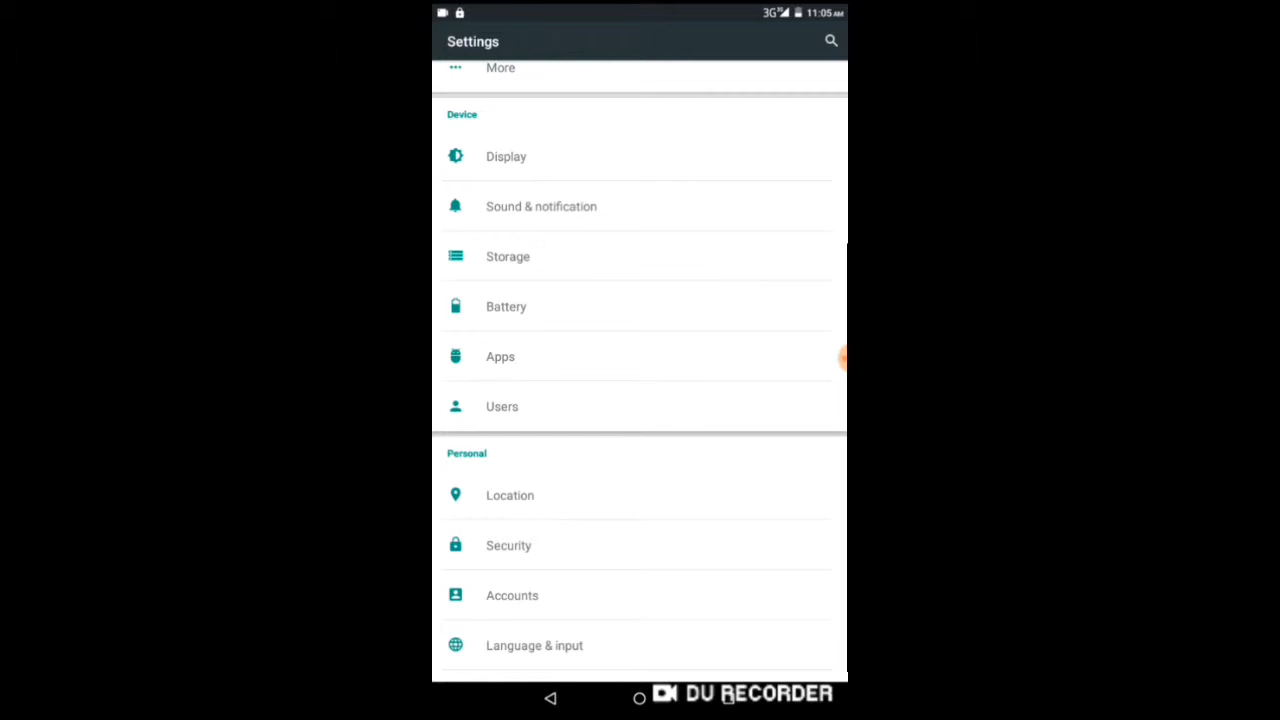 3G 11:05 AM
Settings
More
Device
Display
Sound & notification
Storage
Battery
Apps
Users
Personal
Location
Security
Accounts
Language & input
DU RECORDER